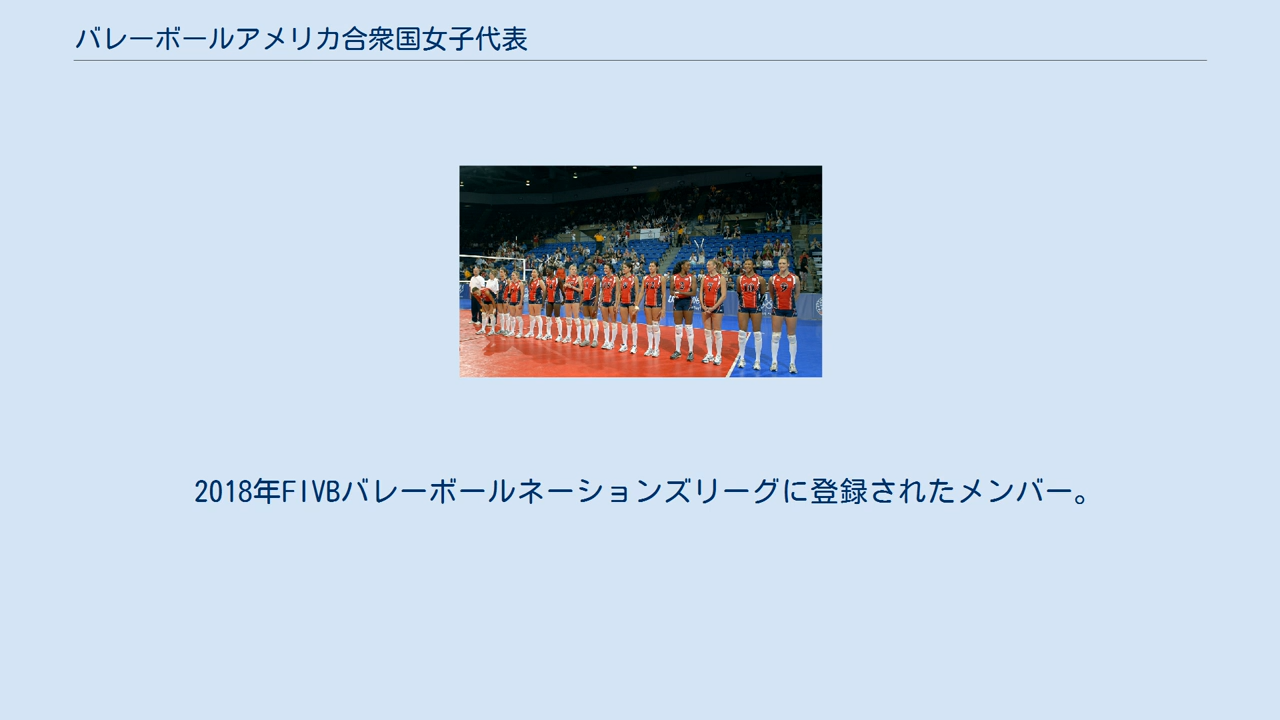 バレーボールアメリカ合衆国女子代表
2018年FIVBバレーボールネーションズリーグに登録されたメンバー。